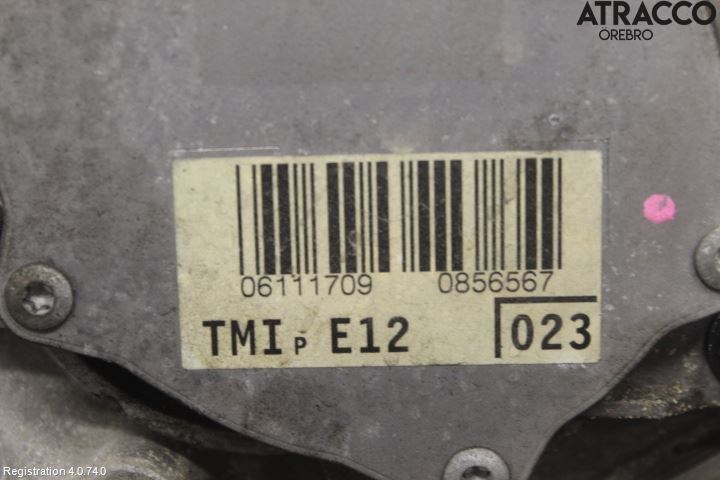 ATRACCO
ÖREBRO
06111709 0856567
TMI P E12 023
Registration 4.0.74.0